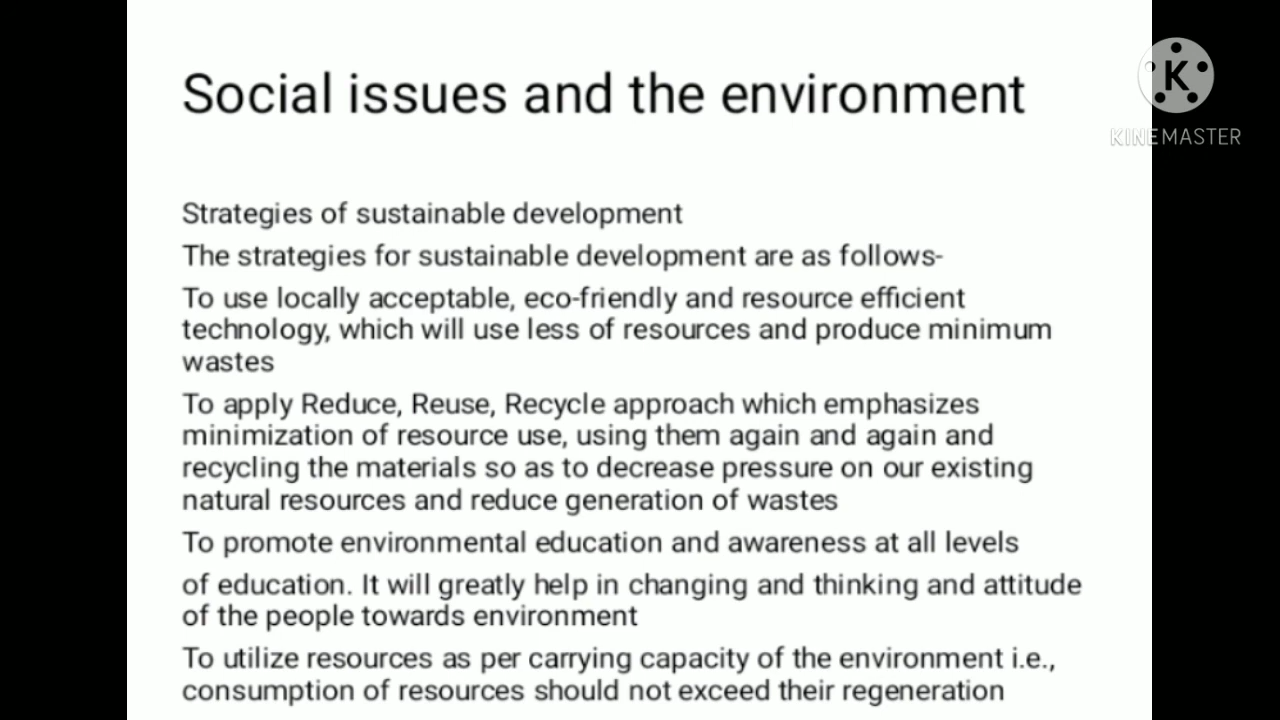 Social issues and the environment
K
KINEMASTER
Strategies of sustainable development
The strategies for sustainable development are as follows-
To use locally acceptable, eco-friendly and resource efficient
technology, which will use less of resources and produce minimum
wastes
To apply Reduce, Reuse, Recycle approach which emphasizes
minimization of resource use, using them again and again and
recycling the materials so as to decrease pressure on our existing
natural resources and reduce generation of wastes
To promote environmental education and awareness at all levels
of education. It will greatly help in changing and thinking and attitude
of the people towards environment
To utilize resources as per carrying capacity of the environment i.e.,
consumption of resources should not exceed their regeneration